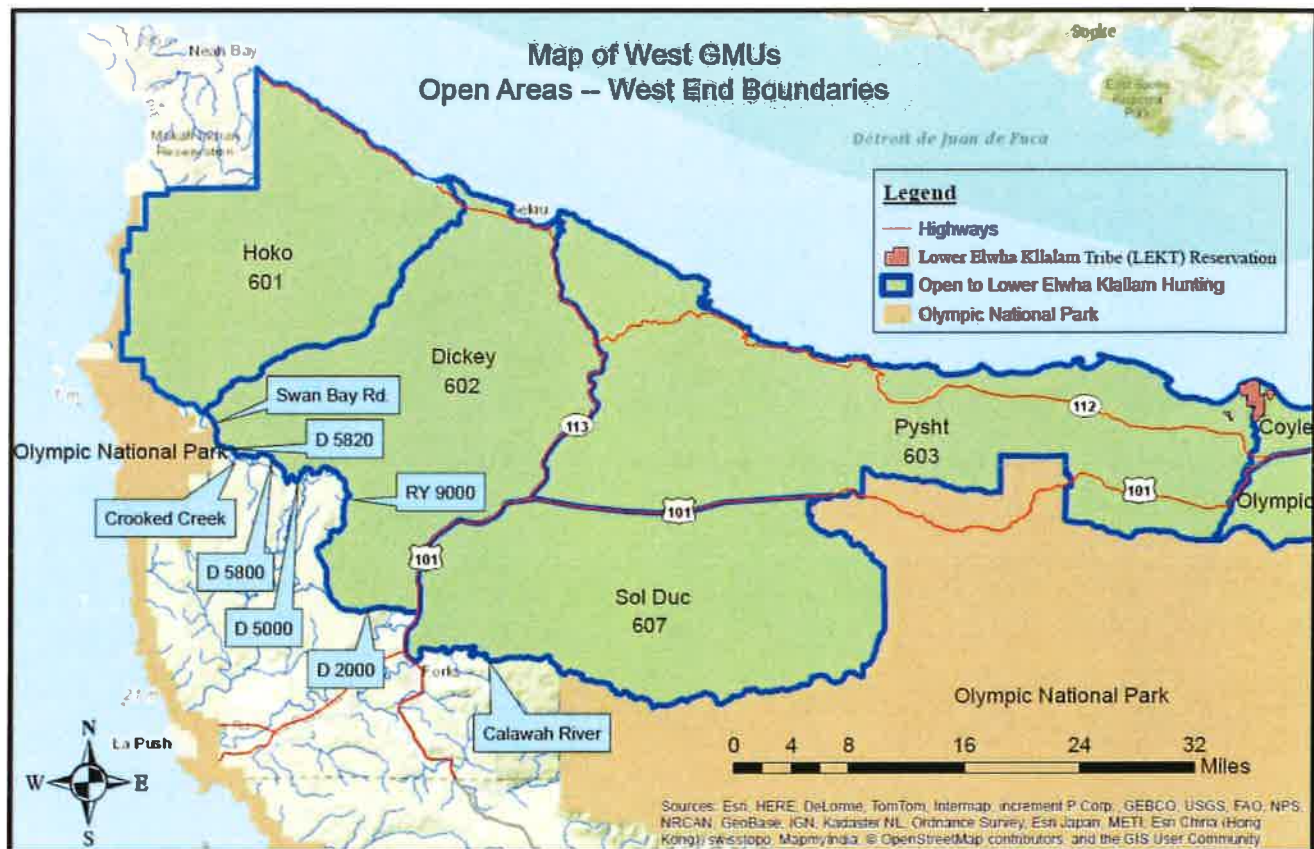 Map of West GMUs
Open Areas -- West End Boundaries
Neah Bay
Sooke
Détroit de Juan de Fuca
Reservation
Legend
Highways
Lower Elwha Kllalam Tribe (LEKT) Reservation
Open to Lower Elwha Klallam Hunting
Olympic National Park
Hoko
601
Dickey
602
Swan Bay Rd.
D 5820
Olympic National Park
Crooked Creek
RY 9000
D 5800
D 5000
D 2000
113
101
101
112
101
Pysht
603
Coyle
Olympic
Sol Duc
607
Forks
Calawah River
La Push
Olympic National Park
N
W E
S
0 4 8 16 24 32
Miles
Sources: Esri, HERE, DeLorme, TomTom, Intermap, increment P Corp., GEBCO, USGS, FAO, NPS,
NRCAN, GeoBase, IGN, Kadaster NL, Ordnance Survey, Esri Japan, METI, Esri China (Hong
Kong), swisstopo, MapmyIndia, © OpenStreetMap contributors, and the GIS User Community